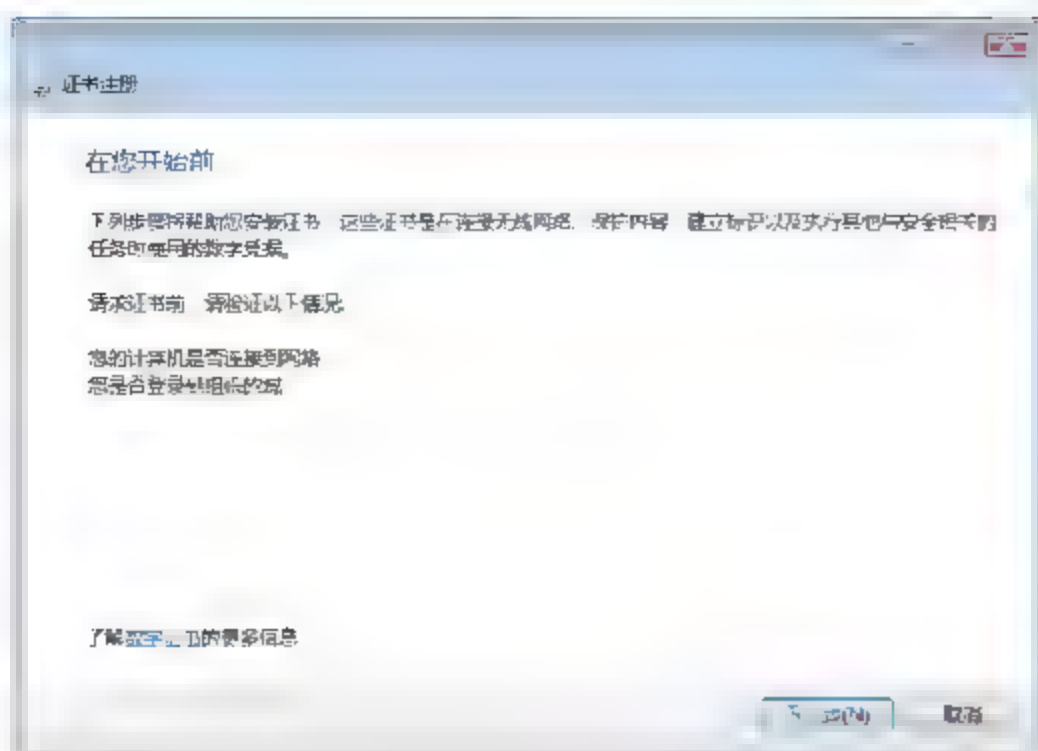 证书注册
在您开始前
下列步骤将帮助您安装证书 这些证书是在连接无线网络、保护内容、建立标识以及执行其他与安全相关的
任务时使用的数字凭据。
请求证书前 请验证以下情况
您的计算机是否连接到网络
您是否登录到组织的域
了解数字证书的更多信息
下一步(N) 取消